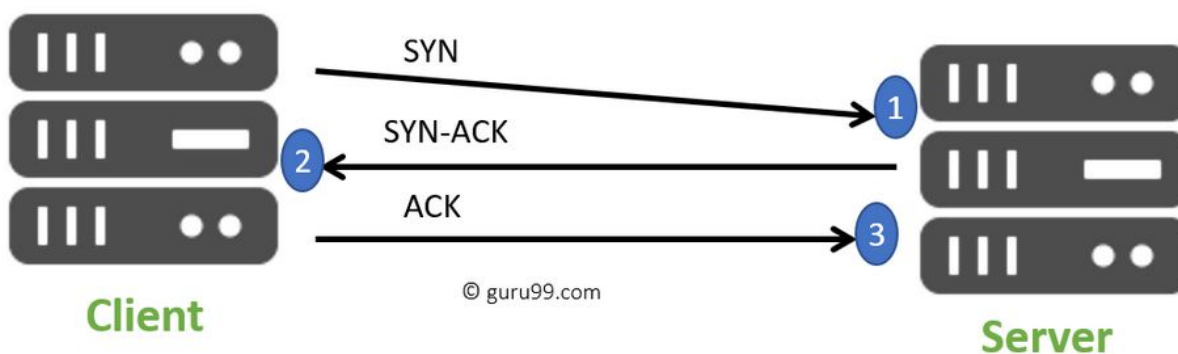 SYN
1
SYN-ACK
2
ACK
3
© guru99.com
Client
Server